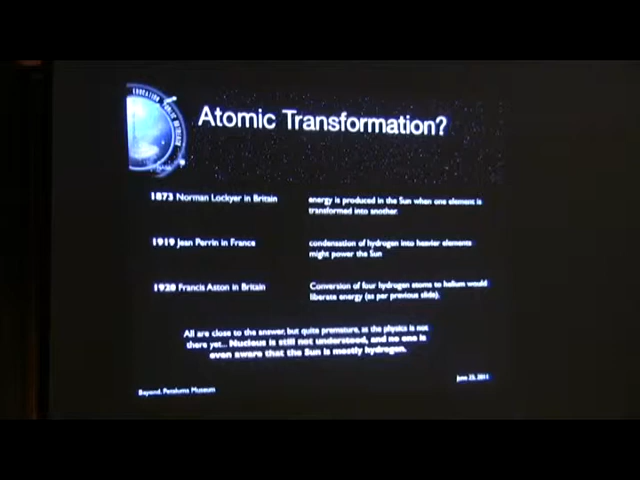 Atomic Transformation?
1873 Norman Lockyer in Britain
energy is produced in the Sun when one element is
transformed into another.
1919 Jean Perrin in France
condensation of hydrogen into heavier elements
might power the Sun
1920 Francis Aston in Britain
Conversion of four hydrogen atoms to helium would
liberate energy (as per previous slide).
All are close to the answer, but quite premature, as the physics is not
there yet... Nucleus is still not understood, and no one is
even aware that the Sun is mostly hydrogen.
Museum
June
EDUCATION